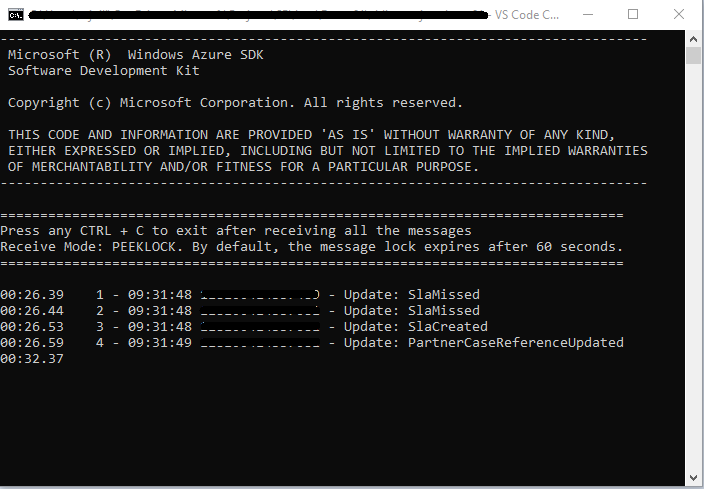 - VS Code C...
--------------------------------------------------------------------------------
Microsoft (R) Windows Azure SDK
Software Development Kit
Copyright (c) Microsoft Corporation. All rights reserved.
THIS CODE AND INFORMATION ARE PROVIDED 'AS IS' WITHOUT WARRANTY OF ANY KIND,
EITHER EXPRESSED OR IMPLIED, INCLUDING BUT NOT LIMITED TO THE IMPLIED WARRANTIES
OF MERCHANTABILITY AND/OR FITNESS FOR A PARTICULAR PURPOSE.
--------------------------------------------------------------------------------
==============================================================================
Press any CTRL + C to exit after receiving all the messages
Receive Mode: PEEKLOCK. By default, the message lock expires after 60 seconds.
==============================================================================
00:26.39 1 - 09:31:48 - Update: SlaMissed
00:26.44 2 - 09:31:48 - Update: SlaMissed
00:26.53 3 - 09:31:48 - Update: SlaCreated
00:26.59 4 - 09:31:49 - Update: PartnerCaseReferenceUpdated
00:32.37